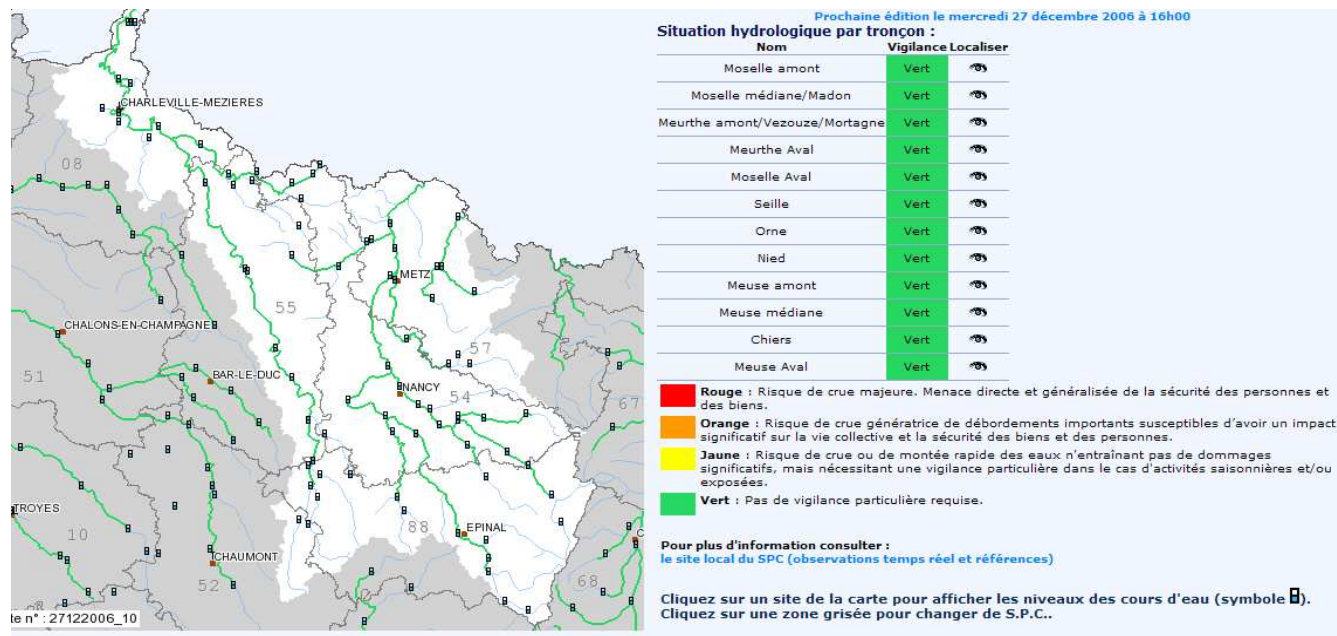 Prochaine édition le mercredi 27 décembre 2006 à 16h00
Situation hydrologique par tronçon :
Nom Vigilance Localiser
Moselle amont Vert
Moselle médiane/Madon Vert
Meurthe amont/Vezouze/Mortagne Vert
Meurthe Aval Vert
Moselle Aval Vert
Seille Vert
Orne Vert
Nied Vert
Meuse amont Vert
Meuse médiane Vert
Chiers Vert
Meuse Aval Vert
Rouge : Risque de crue majeure. Menace directe et généralisée de la sécurité des personnes et
des biens.
Orange : Risque de crue génératrice de débordements importants susceptibles d'avoir un impact
significatif sur la vie collective et la sécurité des biens et des personnes.
Jaune : Risque de crue ou de montée rapide des eaux n'entraînant pas de dommages
significatifs, mais nécessitant une vigilance particulière dans le cas d'activités saisonnières et/ou
exposées.
Vert : Pas de vigilance particulière requise.
Pour plus d'information consulter :
le site local du SPC (observations temps réel et références)
Cliquez sur un site de la carte pour afficher les niveaux des cours d'eau (symbole ).
Cliquez sur une zone grisée pour changer de S.P.C..
CHARLEVILLE-MEZIERES
08
METZ
55
CHALONS-EN-CHAMPAGNE
57
51
BAR-LE-DUC
NANCY
54
67
TROYES
10
88
EPINAL
CHAUMONT
52
68
te n° : 27122006_10